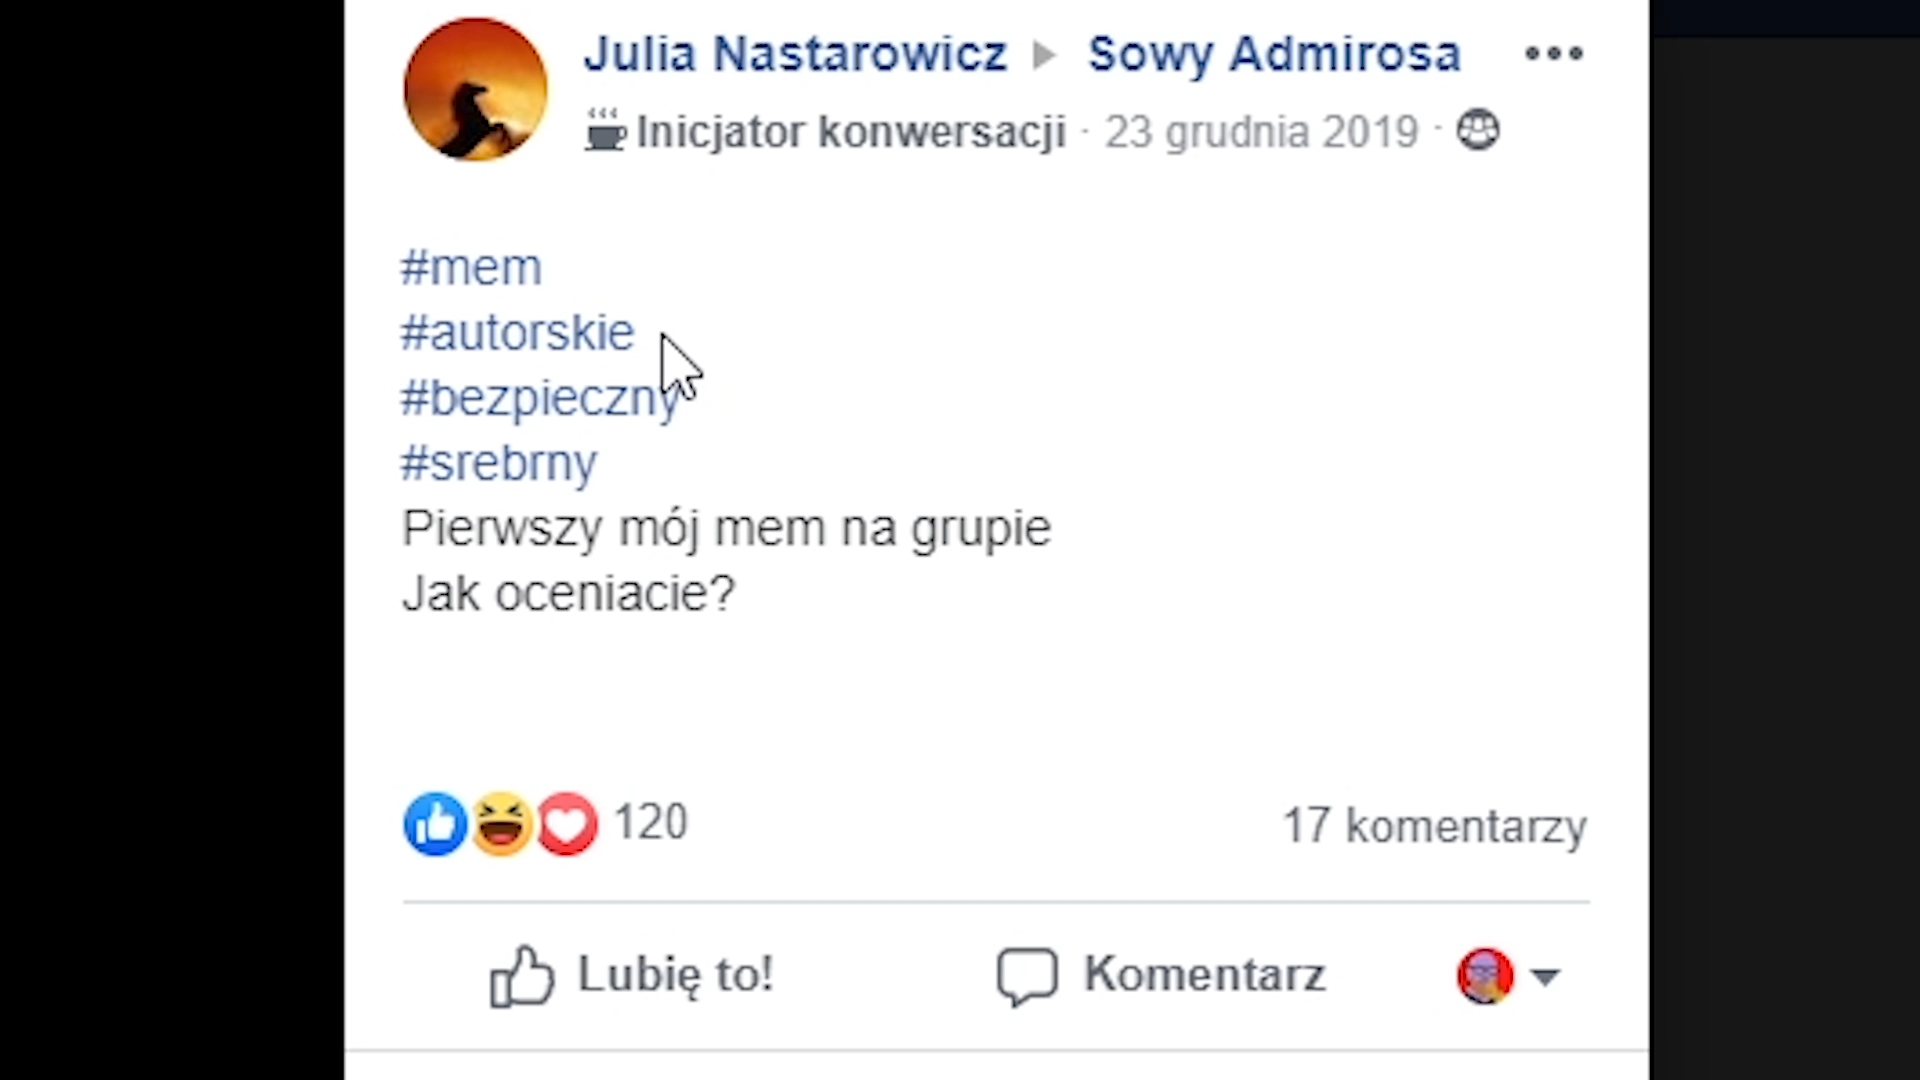 Julia Nastarowicz ▸ Sowy Admirosa
Inicjator konwersacji · 23 grudnia 2019 ·
#mem
#autorskie
#bezpieczny
#srebrny
Pierwszy mój mem na grupie
Jak oceniacie?
120
17 komentarzy
Lubię to!
Komentarz